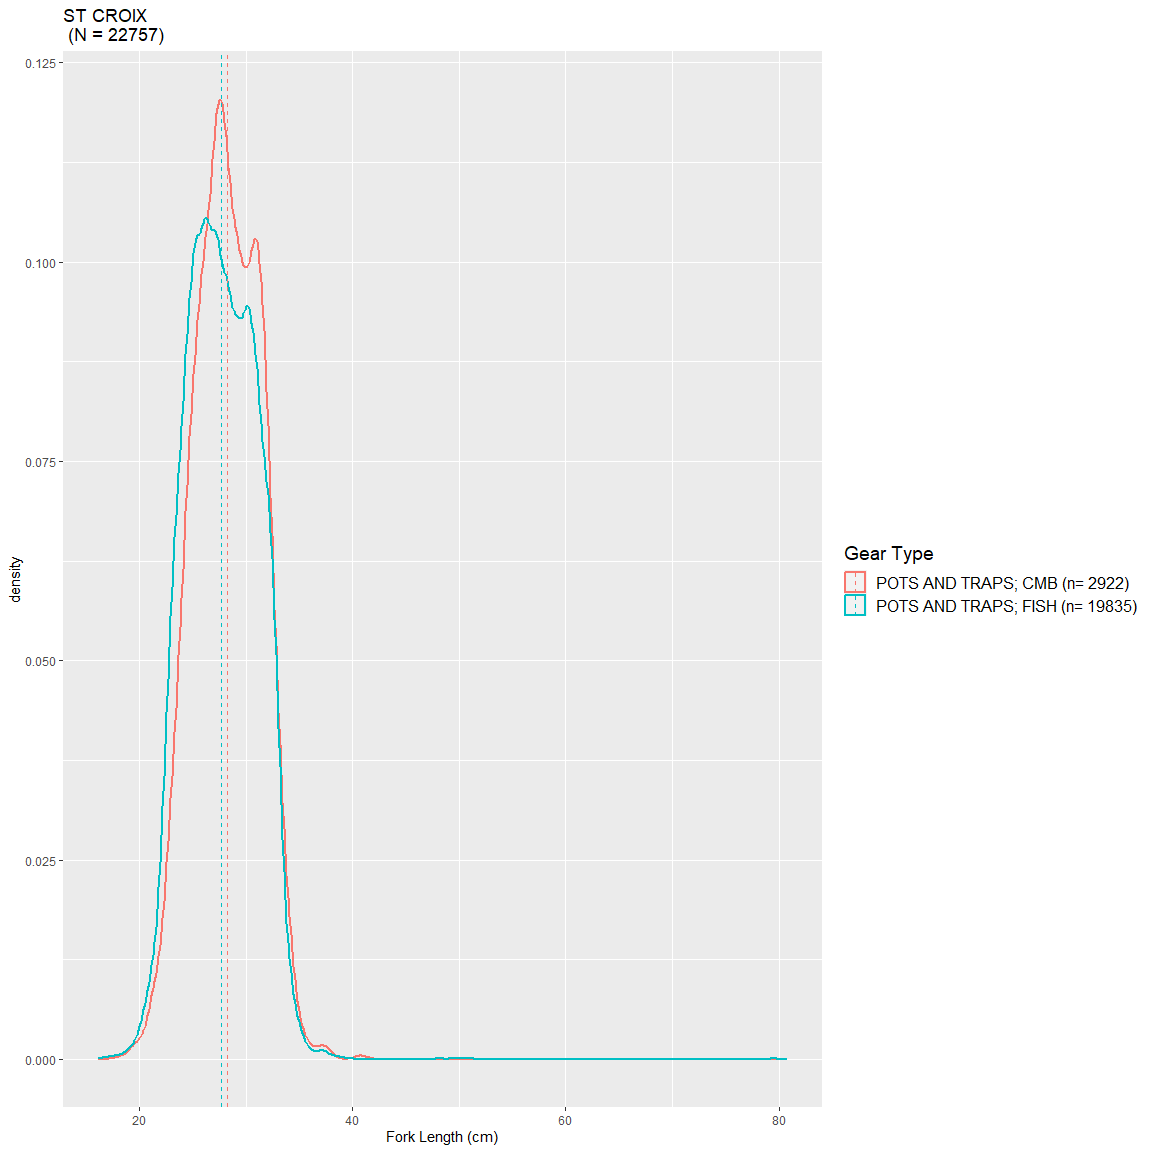 ST CROIX
(N = 22757)
0.125
0.100
0.075
0.050
0.025
0.000
density
20 40 60 80
Fork Length (cm)
Gear Type
POTS AND TRAPS; CMB (n= 2922)
POTS AND TRAPS; FISH (n= 19835)